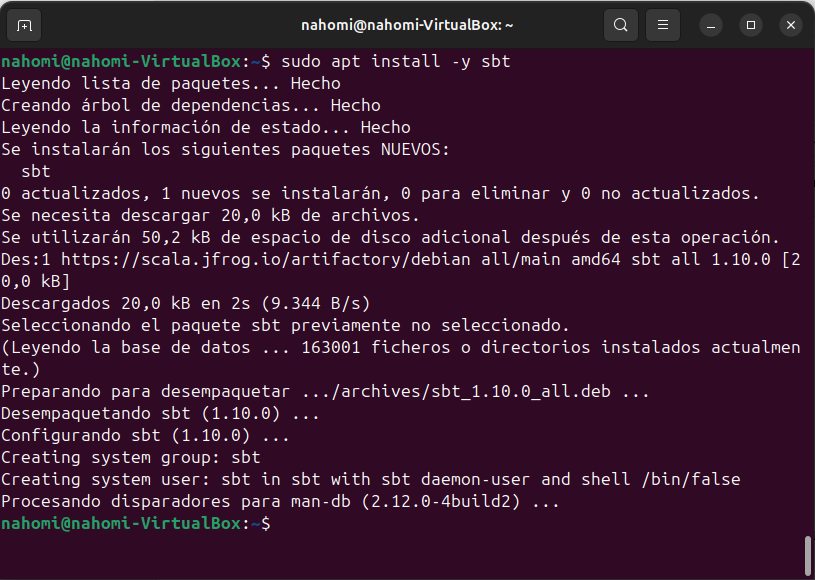 nahomi@nahomi-VirtualBox: ~
nahomi@nahomi-VirtualBox:~$ sudo apt install -y sbt
Leyendo lista de paquetes... Hecho
Creando árbol de dependencias... Hecho
Leyendo la información de estado... Hecho
Se instalarán los siguientes paquetes NUEVOS:
  sbt
0 actualizados, 1 nuevos se instalarán, 0 para eliminar y 0 no actualizados.
Se necesita descargar 20,0 kB de archivos.
Se utilizarán 50,2 kB de espacio de disco adicional después de esta operación.
Des:1 https://scala.jfrog.io/artifactory/debian all/main amd64 sbt all 1.10.0 [2
0,0 kB]
Descargados 20,0 kB en 2s (9.344 B/s)
Seleccionando el paquete sbt previamente no seleccionado.
(Leyendo la base de datos ... 163001 ficheros o directorios instalados actualmen
te.)
Preparando para desempaquetar .../archives/sbt_1.10.0_all.deb ...
Desempaquetando sbt (1.10.0) ...
Configurando sbt (1.10.0) ...
Creating system group: sbt
Creating system user: sbt in sbt with sbt daemon-user and shell /bin/false
Procesando disparadores para man-db (2.12.0-4build2) ...
nahomi@nahomi-VirtualBox:~$